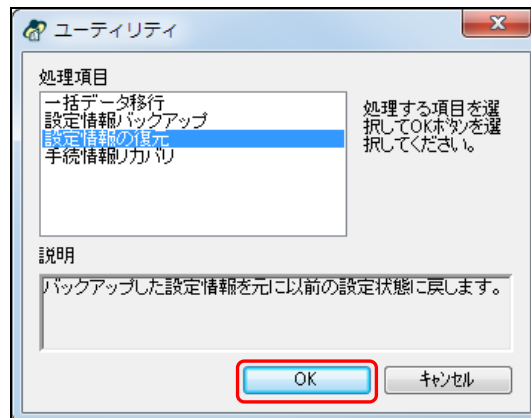 ユーティリティ
処理項目
一括データ移行
設定情報バックアップ
設定情報の復元
手続情報リカバリ
処理する項目を選
択してOKボタンを選
択してください。
説明
バックアップした設定情報を元に以前の設定状態に戻します。
OK
キャンセル